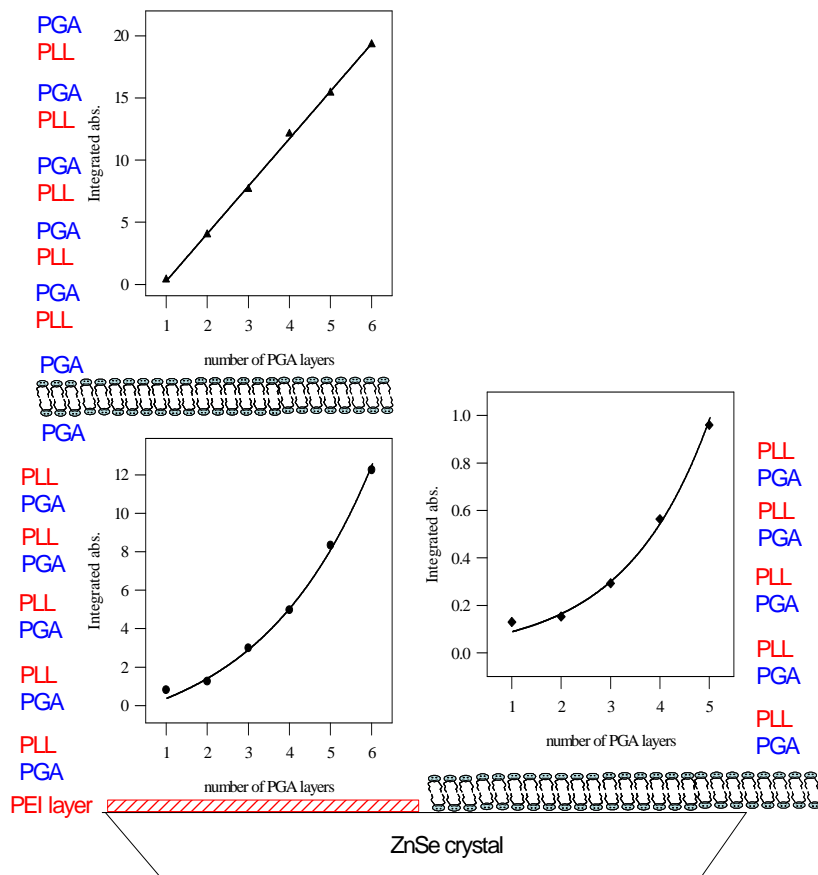 PGA
PLL
PGA
PLL
PGA
PLL
PGA
PLL
PGA
PLL
PGA
Integrated abs.
20
15
10
5
0
1 2 3 4 5 6
number of PGA layers
PGA
PLL
PGA
PLL
PGA
PLL
PGA
PLL
PGA
PLL
PGA
PEI layer
Integrated abs.
12
10
8
6
4
2
0
1 2 3 4 5 6
number of PGA layers
Integrated abs.
1.0
0.8
0.6
0.4
0.2
0.0
1 2 3 4 5
number of PGA layers
PLL
PGA
PLL
PGA
PLL
PGA
PLL
PGA
PLL
PGA
ZnSe crystal